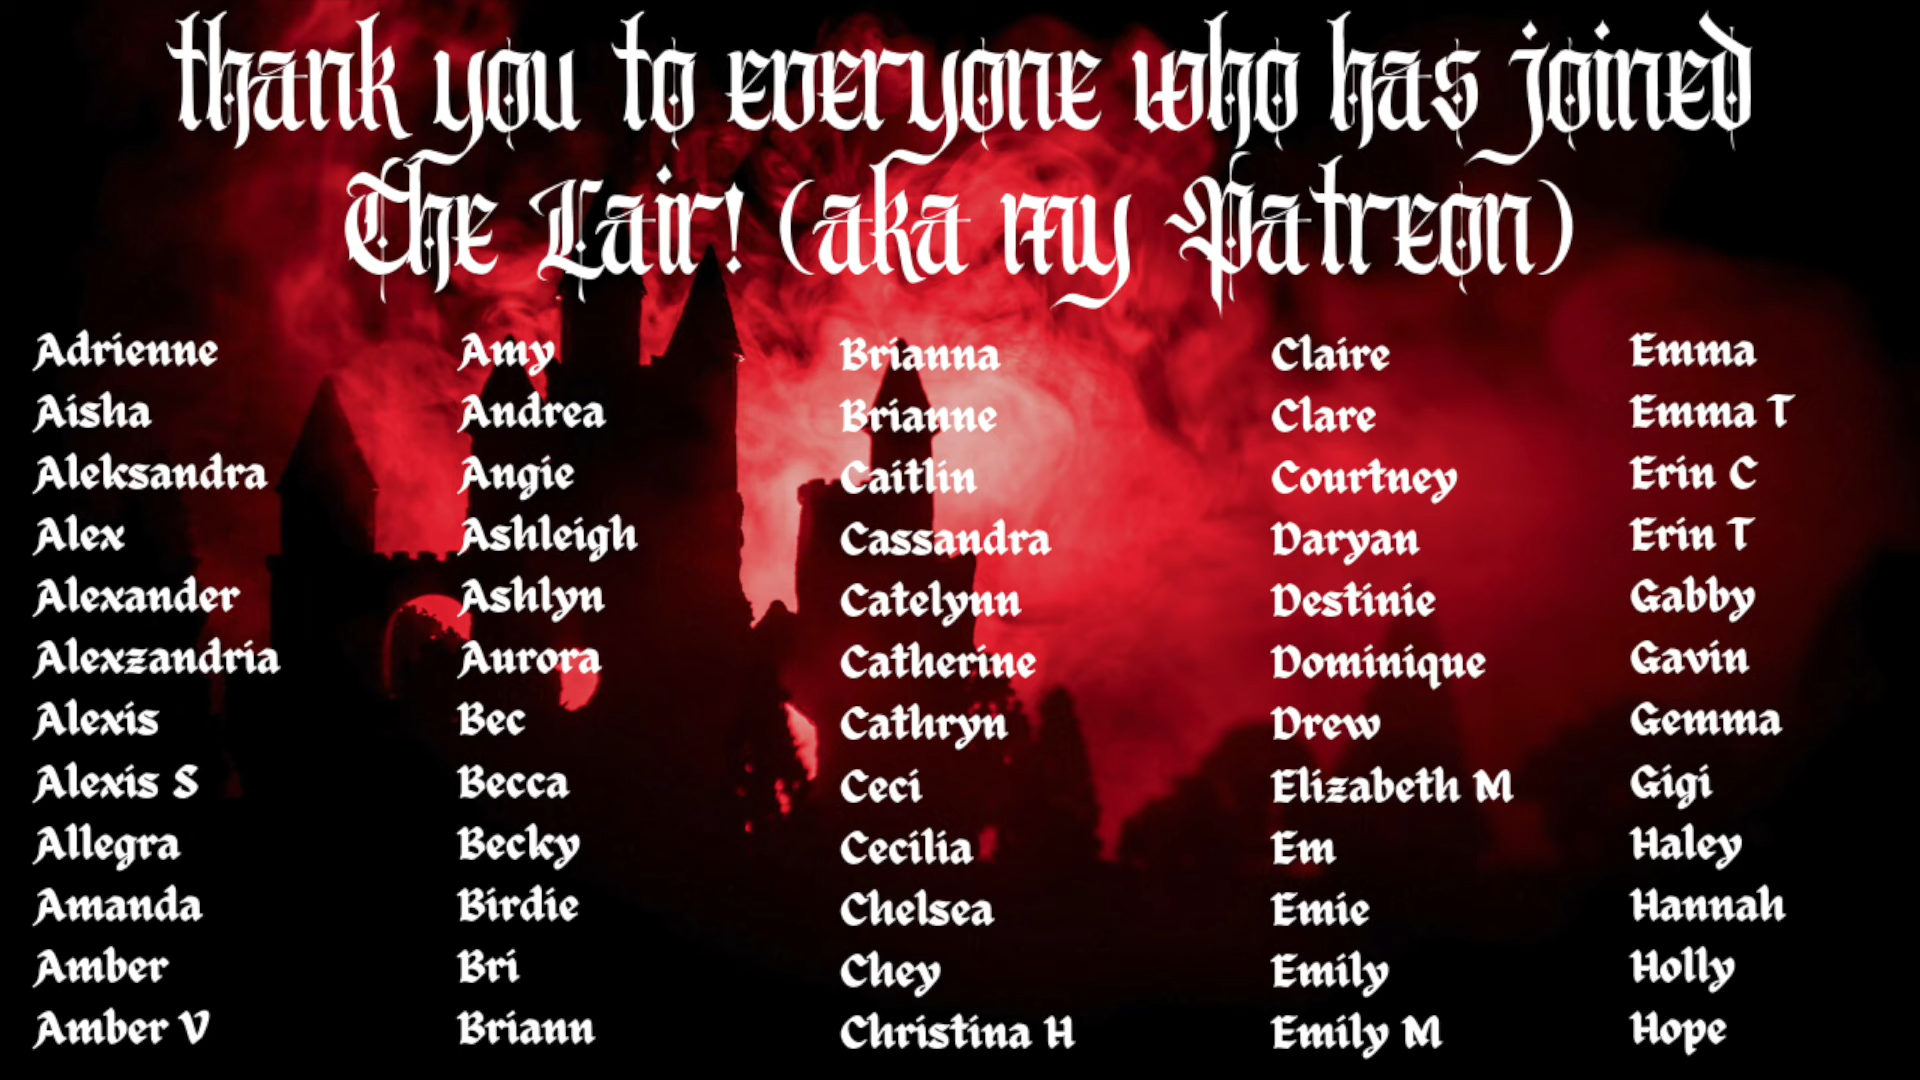 thank you to everyone who has joined
The Lair! (aka my Patreon)
Adrienne
Aisha
Aleksandra
Alex
Alexander
Alexzandria
Alexis
Alexis S
Allegra
Amanda
Amber
Amber V
Amy
Andrea
Angie
Ashleigh
Ashlyn
Aurora
Bec
Becca
Becky
Birdie
Bri
Briann
Brianna
Brianne
Caitlin
Cassandra
Catelynn
Catherine
Cathryn
Ceci
Cecilia
Chelsea
Chey
Christina H
Claire
Clare
Courtney
Daryan
Destinie
Dominique
Drew
Elizabeth M
Em
Emie
Emily
Emily M
Emma
Emma T
Erin C
Erin T
Gabby
Gavin
Gemma
Gigi
Haley
Hannah
Holly
Hope